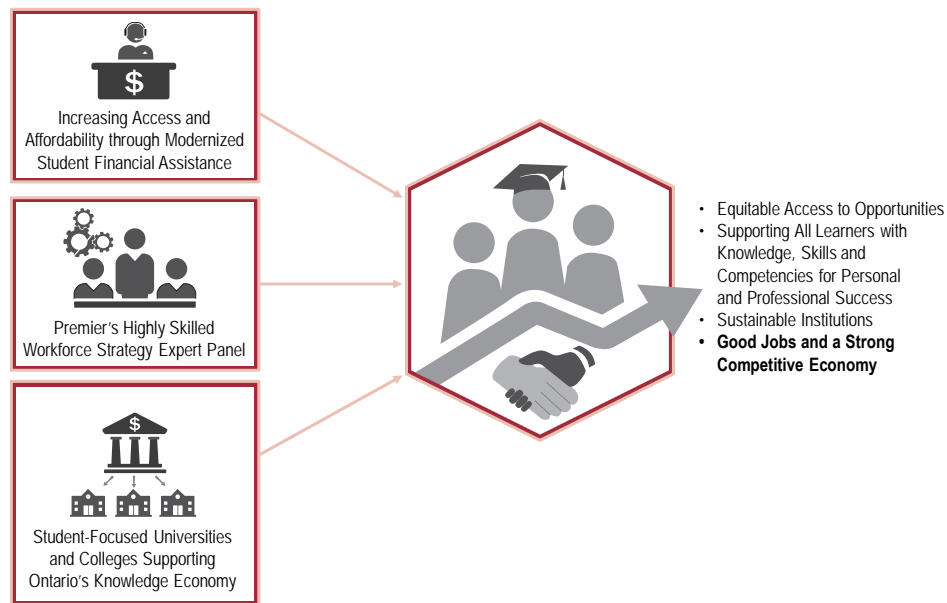 $
Increasing Access and
Affordability through Modernized
Student Financial Assistance
Premier’s Highly Skilled
Workforce Strategy Expert Panel
$
Student-Focused Universities
and Colleges Supporting
Ontario’s Knowledge Economy
• Equitable Access to Opportunities
• Supporting All Learners with
Knowledge, Skills and
Competencies for Personal
and Professional Success
• Sustainable Institutions
• Good Jobs and a Strong
Competitive Economy